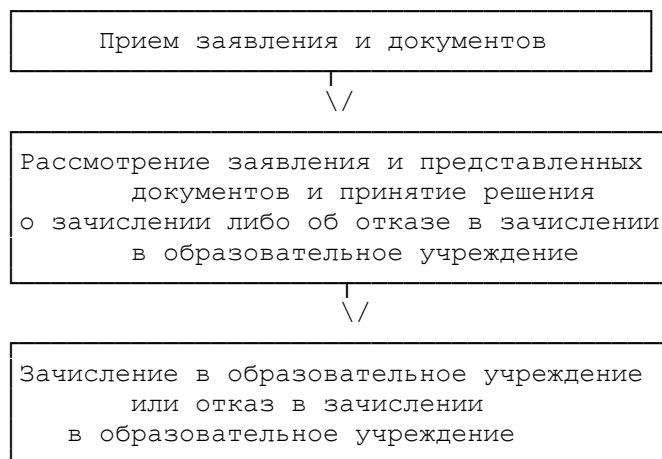 Прием заявления и документов
Рассмотрение заявления и представленных
документов и принятие решения
о зачислении либо об отказе в зачислении
в образовательное учреждение
Зачисление в образовательное учреждение
или отказ в зачислении
в образовательное учреждение